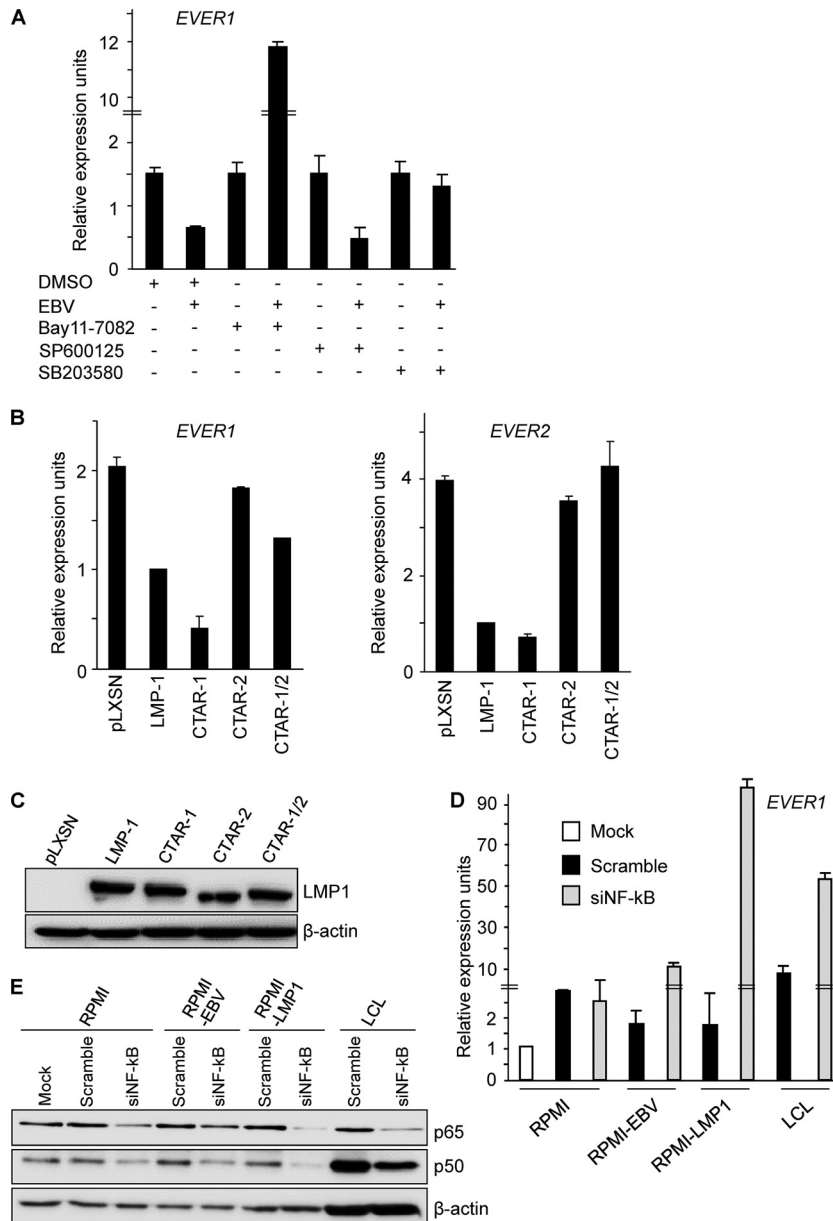 A
EVER1
Relative expression units
12
10
2
1
0
DMSO + + - - - - - -
EBV - + - + - + - +
Bay11-7082 - - + + - - - -
SP600125 - - - - + + - -
SB203580 - - - - - - + +
B
EVER1
Relative expression units
2
1
0
pLXSN
LMP-1
CTAR-1
CTAR-2
CTAR-1/2
EVER2
Relative expression units
4
2
0
pLXSN
LMP-1
CTAR-1
CTAR-2
CTAR-1/2
C
pLXSN
LMP-1
CTAR-1
CTAR-2
CTAR-1/2
LMP1
β-actin
D
EVER1
Relative expression units
90
70
50
30
10
2
1
0
Mock
Scramble
siNF-kB
RPMI
RPMI-EBV
RPMI-LMP1
LCL
E
RPMI
RPMI
-EBV
RPMI
-LMP1
LCL
Mock
Scramble
siNF-kB
Scramble
siNF-kB
Scramble
siNF-kB
Scramble
siNF-kB
p65
p50
β-actin